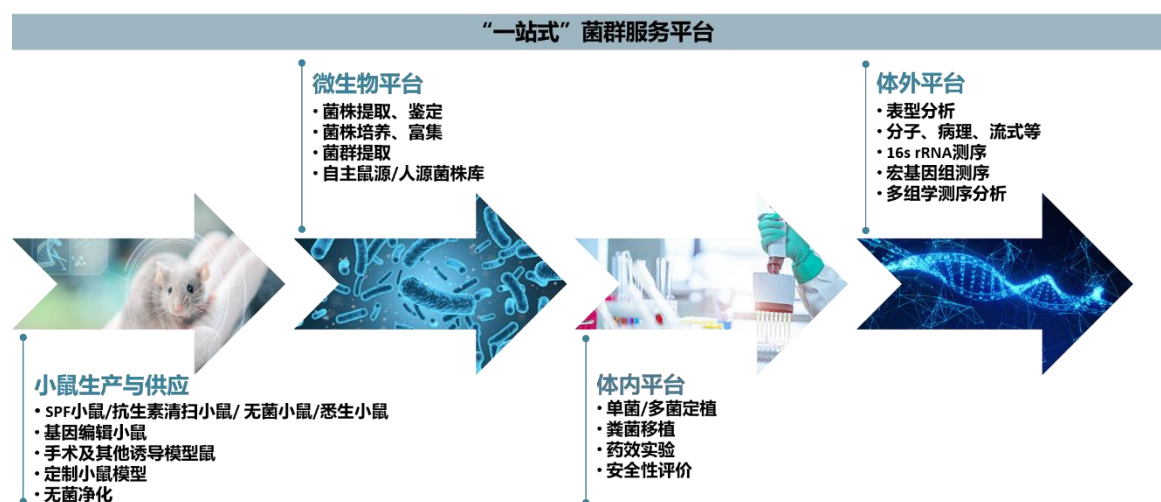 “一站式”菌群服务平台
微生物平台
• 菌株提取、鉴定
• 菌株培养、富集
• 菌群提取
• 自主鼠源/人源菌株库
体外平台
• 表型分析
• 分子、病理、流式等
• 16s rRNA测序
• 宏基因组测序
• 多组学测序分析
小鼠生产与供应
• SPF小鼠/抗生素清扫小鼠/ 无菌小鼠/悉生小鼠
• 基因编辑小鼠
• 手术及其他诱导模型鼠
• 定制小鼠模型
• 无菌净化
体内平台
• 单菌/多菌定植
• 粪菌移植
• 药效实验
• 安全性评价